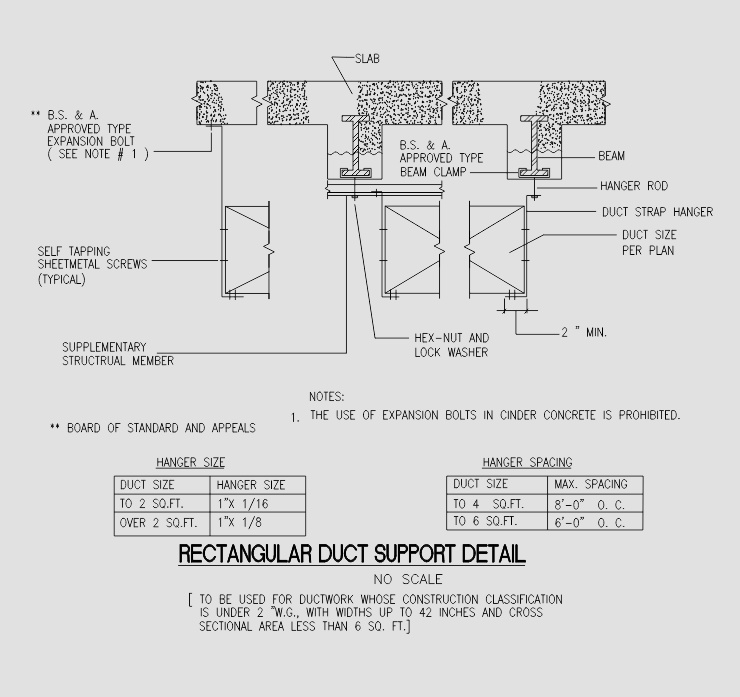 SLAB
** B.S. & A.
APPROVED TYPE
EXPANSION BOLT
( SEE NOTE # 1 )
B.S. & A.
APPROVED TYPE
BEAM CLAMP
BEAM
HANGER ROD
DUCT STRAP HANGER
DUCT SIZE
PER PLAN
SELF TAPPING
SHEETMETAL SCREWS
(TYPICAL)
2 " MIN.
HEX-NUT AND
LOCK WASHER
SUPPLEMENTARY
STRUCTRUAL MEMBER
NOTES:
1. THE USE OF EXPANSION BOLTS IN CINDER CONCRETE IS PROHIBITED.
** BOARD OF STANDARD AND APPEALS
HANGER SIZE
DUCT SIZE HANGER SIZE
TO 2 SQ.FT. 1"X 1/16
OVER 2 SQ.FT. 1"X 1/8
HANGER SPACING
DUCT SIZE MAX. SPACING
TO 4 SQ.FT. 8'-0" O. C.
TO 6 SQ.FT. 6'-0" O. C.
RECTANGULAR DUCT SUPPORT DETAIL
NO SCALE
[ TO BE USED FOR DUCTWORK WHOSE CONSTRUCTION CLASSIFICATION
IS UNDER 2 "W.G., WITH WIDTHS UP TO 42 INCHES AND CROSS
SECTIONAL AREA LESS THAN 6 SQ. FT.]